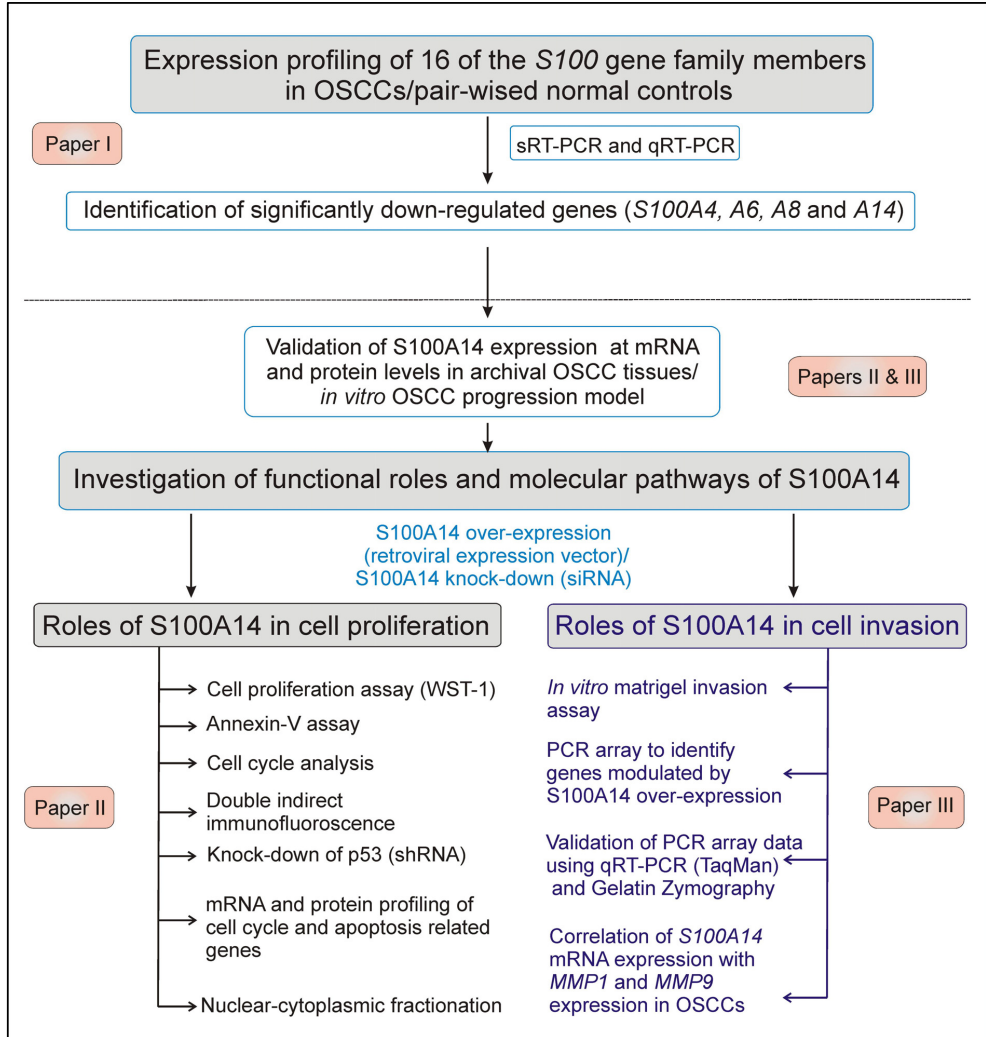 Expression profiling of 16 of the S100 gene family members
in OSCCs/pair-wised normal controls
Paper I
sRT-PCR and qRT-PCR
Identification of significantly down-regulated genes (S100A4, A6, A8 and A14)
Validation of S100A14 expression at mRNA
and protein levels in archival OSCC tissues/
in vitro OSCC progression model
Papers II & III
Investigation of functional roles and molecular pathways of S100A14
S100A14 over-expression
(retroviral expression vector)/
S100A14 knock-down (siRNA)
Roles of S100A14 in cell proliferation
Cell proliferation assay (WST-1)
Annexin-V assay
Cell cycle analysis
Double indirect
immunofluoroscence
Knock-down of p53 (shRNA)
mRNA and protein profiling of
cell cycle and apoptosis related
genes
Nuclear-cytoplasmic fractionation
Paper II
Roles of S100A14 in cell invasion
In vitro matrigel invasion
assay
PCR array to identify
genes modulated by
S100A14 over-expression
Validation of PCR array data
using qRT-PCR (TaqMan)
and Gelatin Zymography
Correlation of S100A14
mRNA expression with
MMP1 and MMP9
expression in OSCCs
Paper III